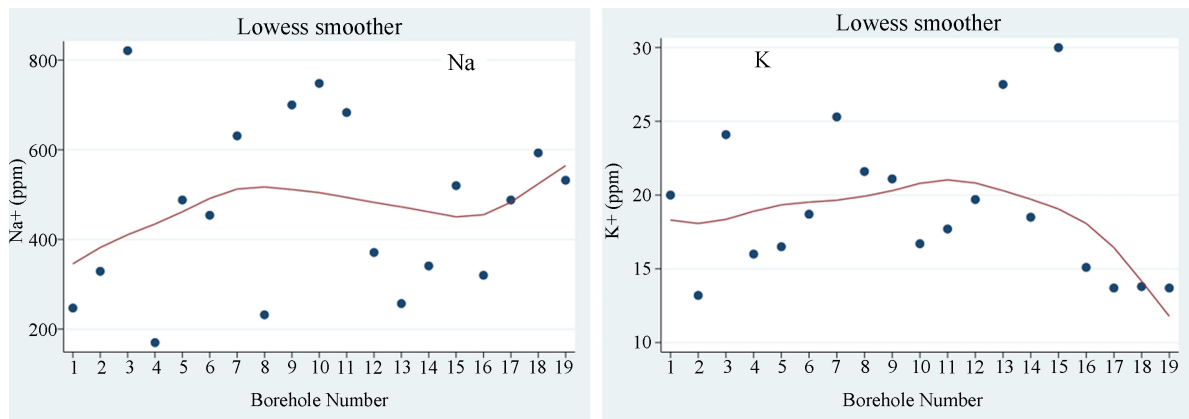 Lowess smoother
Na
Na+ (ppm)
800
600
400
200
1 2 3 4 5 6 7 8 9 10 11 12 13 14 15 16 17 18 19
Borehole Number
Lowess smoother
K
K+ (ppm)
30
25
20
15
10
1 2 3 4 5 6 7 8 9 10 11 12 13 14 15 16 17 18 19
Borehole Number